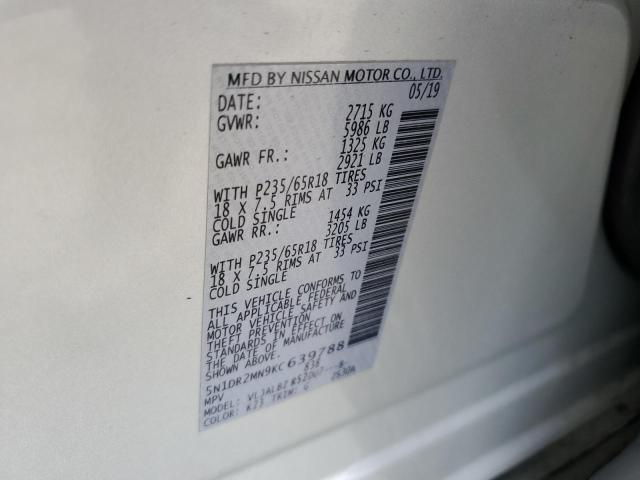 MFD BY NISSAN MOTOR CO., LTD.
DATE: 05/19
GVWR: 2715 KG
5986 LB
GAWR FR.: 1325 KG
2921 LB
WITH P235/65R18 TIRES
18 X 7.5 RIMS AT 33 PSI
COLD SINGLE
GAWR RR.: 1454 KG
3205 LB
WITH P235/65R18 TIRES
18 X 7.5 RIMS AT 33 PSI
COLD SINGLE
THIS VEHICLE CONFORMS TO
ALL APPLICABLE FEDERAL
MOTOR VEHICLE SAFETY AND
THEFT PREVENTION
STANDARDS IN EFFECT ON
THE DATE OF MANUFACTURE
SHOWN ABOVE.
5N1DR2MN9KC639788
MPV
MODEL:
COLOR: K23 TRIM: G